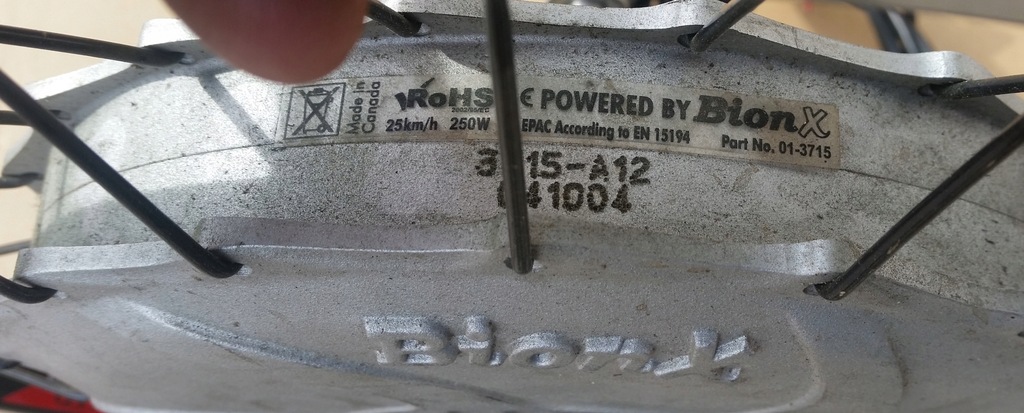 Made in
Canada
RoHS
2002/95/EC
CE POWERED BY BionX
25km/h 250W EPAC According to EN 15194 Part No. 01-3715
15-A12
41004
BionX